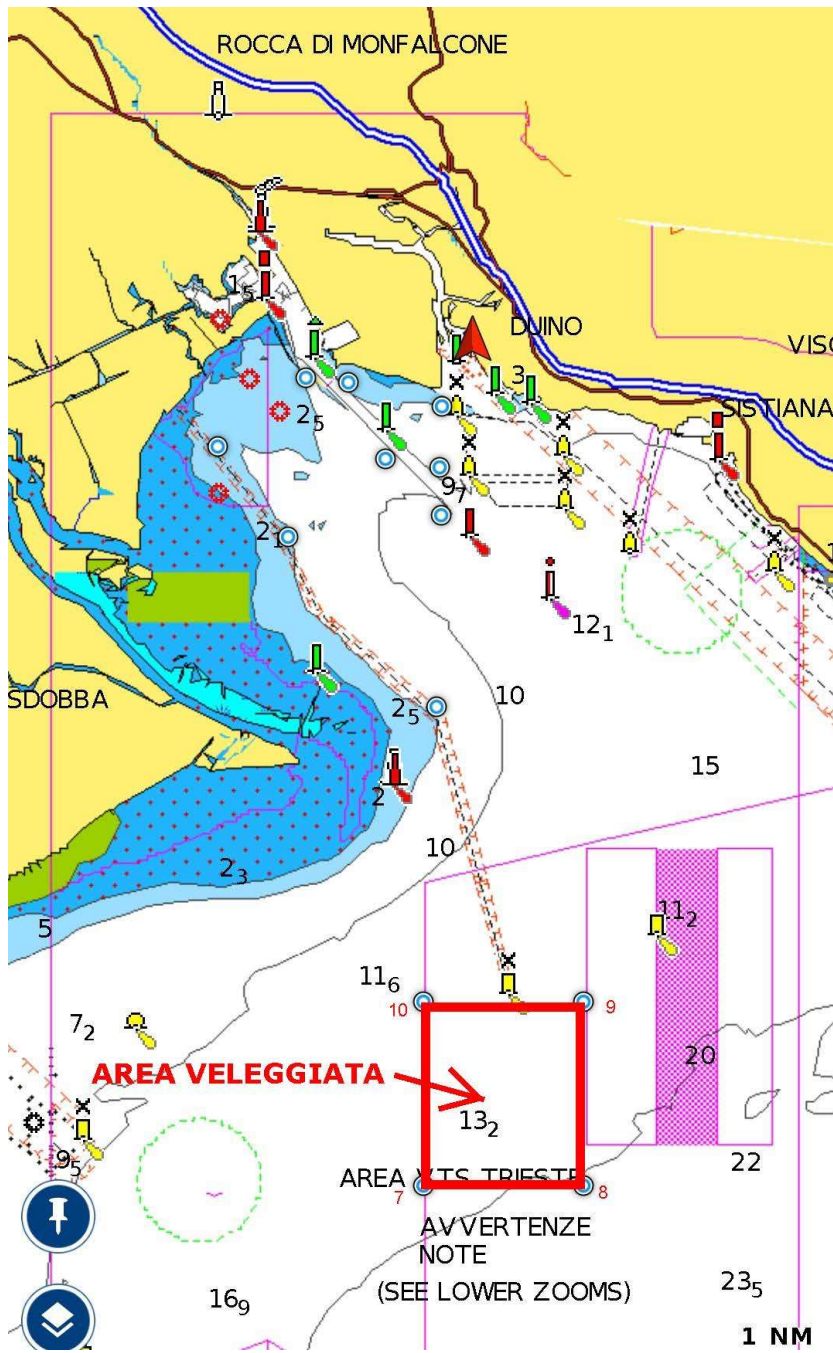 ROCCA DI MONFALCONE
1₅
DUINO
VISO
3
SISTIANA
2₅
9₇
2₁
12₁
SDOBBA
2₅
10
15
2
10
2₃
11₂
5
11₆
10
9
7₂
20
AREA VELEGGIATA
13₂
9₅
22
AREA VTS TRIESTE
7
8
AVVERTENZE
NOTE
(SEE LOWER ZOOMS)
23₅
16₉
1 NM